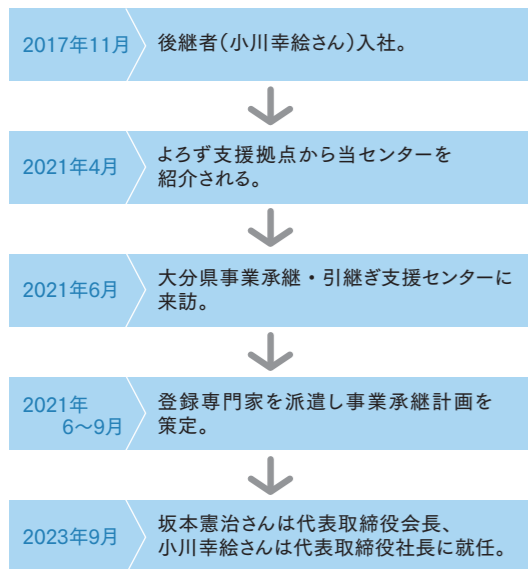 2017年11月
後継者(小川幸絵さん)入社。
2021年4月
よろず支援拠点から当センターを
紹介される。
2021年6月
大分県事業承継・引継ぎ支援センターに
来訪。
2021年
6〜9月
登録専門家を派遣し事業承継計画を
策定。
2023年9月
坂本憲治さんは代表取締役会長、
小川幸絵さんは代表取締役社長に就任。